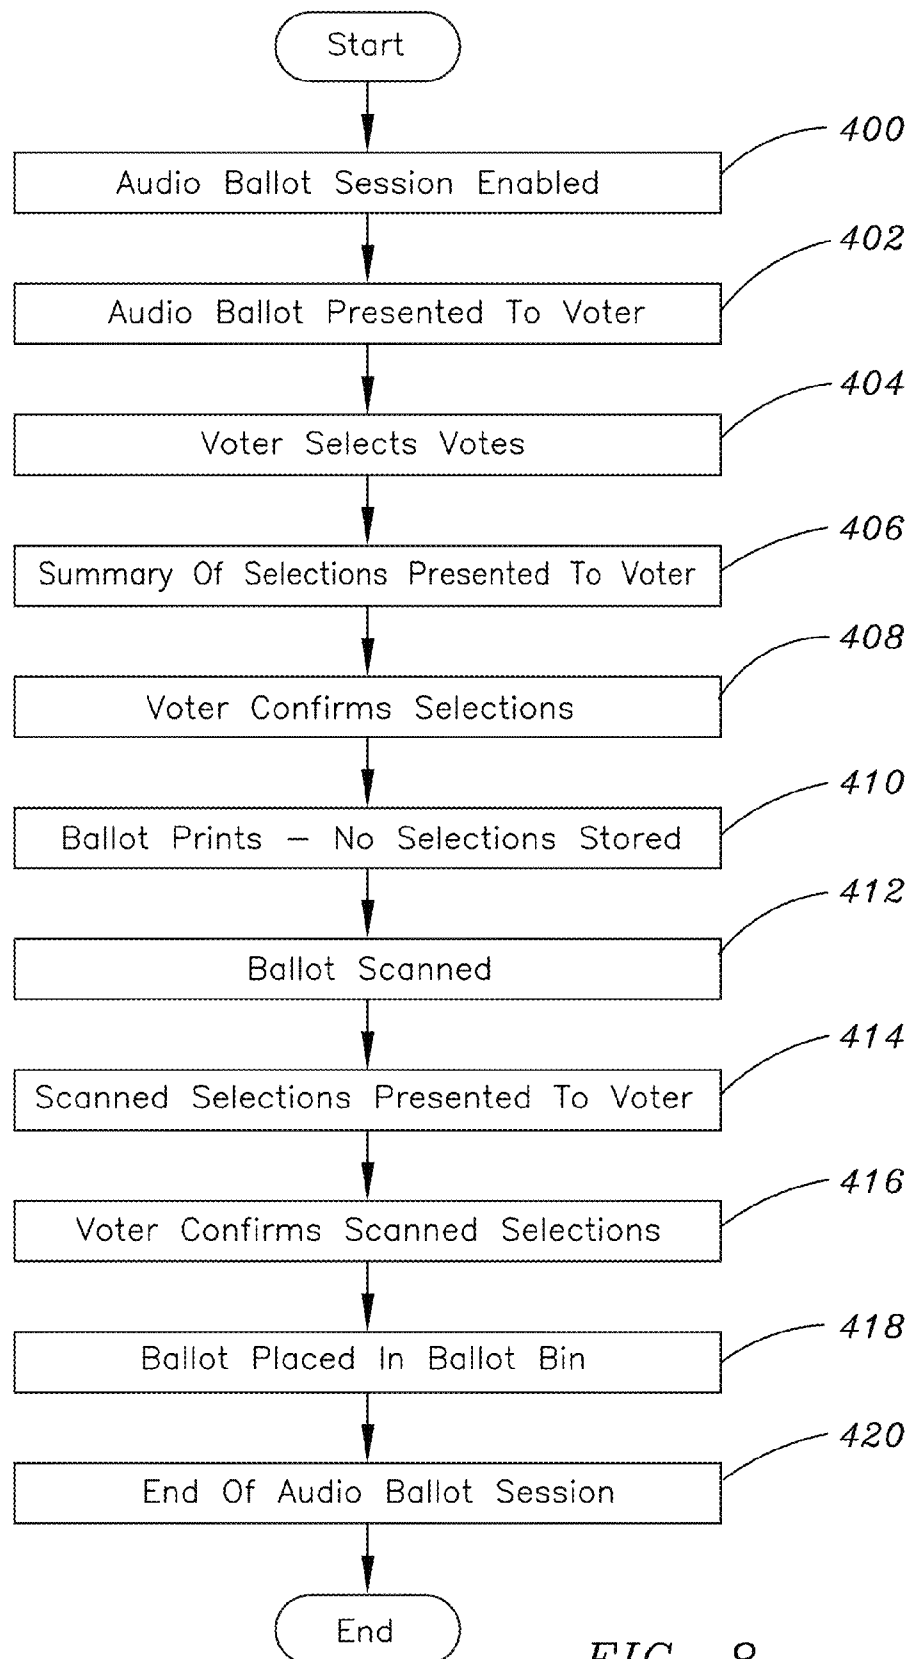 Start
400
Audio Ballot Session Enabled
402
Audio Ballot Presented To Voter
404
Voter Selects Votes
406
Summary Of Selections Presented To Voter
408
Voter Confirms Selections
410
Ballot Prints – No Selections Stored
412
Ballot Scanned
414
Scanned Selections Presented To Voter
416
Voter Confirms Scanned Selections
418
Ballot Placed In Ballot Bin
420
End Of Audio Ballot Session
End
FIG.